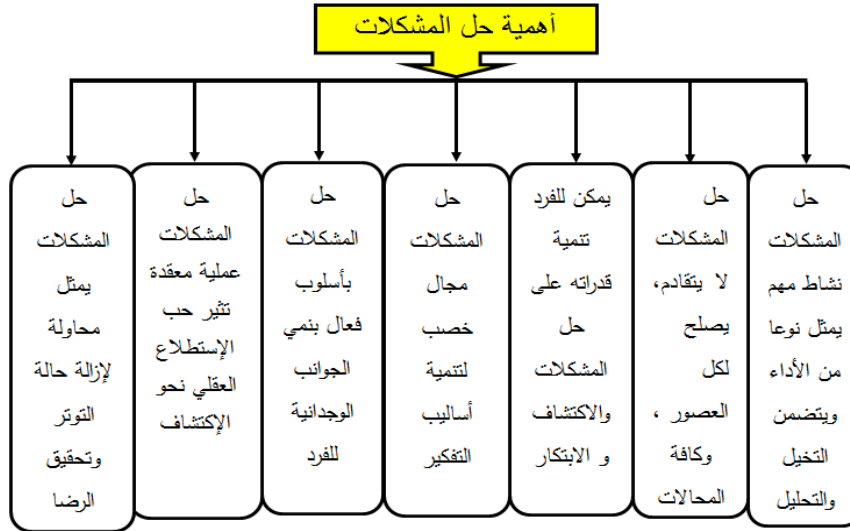 أهمية حل المشكلات
حل
المشكلات
نشاط مهم
يمثل نوعا
من الأداء
ويتضمن
التخيل
والتحليل
حل
المشكلات
لا يتقادم،
يصلح
لكل
العصور ،
وكافة
المحالات
يمكن للفرد
تنمية
قدراته على
حل
المشكلات
والاكتشاف
و الابتكار
حل
المشكلات
مجال
خصب
لتنمية
أساليب
التفكير
حل
المشكلات
بأسلوب
فعال بنمي
الجوانب
الوجدانية
للفرد
حل
المشكلات
عملية معقدة
تثير حب
الإستطلاع
العقلي نحو
الإكتشاف
حل
المشكلات
يمثل
محاولة
لإزالة حالة
التوتر
وتحقيق
الرضا